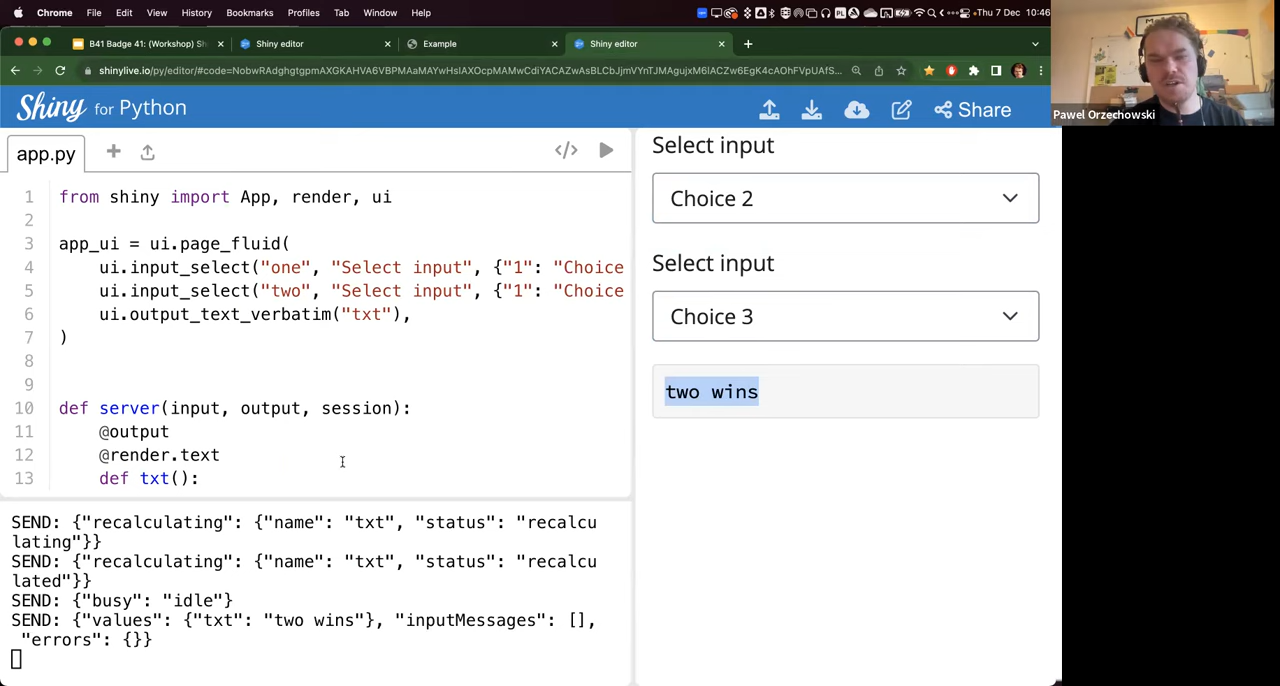 Chrome File Edit View History Bookmarks Profiles Tab Window Help Thu 7 Dec 10:46
B41 Badge 41: (Workshop) Sh Shiny editor Example Shiny editor
shinylive.io/py/editor/#code=NobwRAdghgtgpmAXGKAHVA6VBPMAaMAYwHsIAXOcpMAMwCdiYACAZwAsBLCbJjmVYnTJMAgujxM6lACZw6EgK4cAOhFVpUAfS...
Shiny for Python
Share
app.py
1 from shiny import App, render, ui
2
3 app_ui = ui.page_fluid(
4 ui.input_select("one", "Select input", {"1": "Choice
5 ui.input_select("two", "Select input", {"1": "Choice
6 ui.output_text_verbatim("txt"),
7 )
8
9
10 def server(input, output, session):
11 @output
12 @render.text
13 def txt():
SEND: {"recalculating": {"name": "txt", "status": "recalcu
lating"}}
SEND: {"recalculating": {"name": "txt", "status": "recalcu
lated"}}
SEND: {"busy": "idle"}
SEND: {"values": {"txt": "two wins"}, "inputMessages": [],
"errors": {}}
Select input
Choice 2
Select input
Choice 3
two wins
Pawel Orzechowski